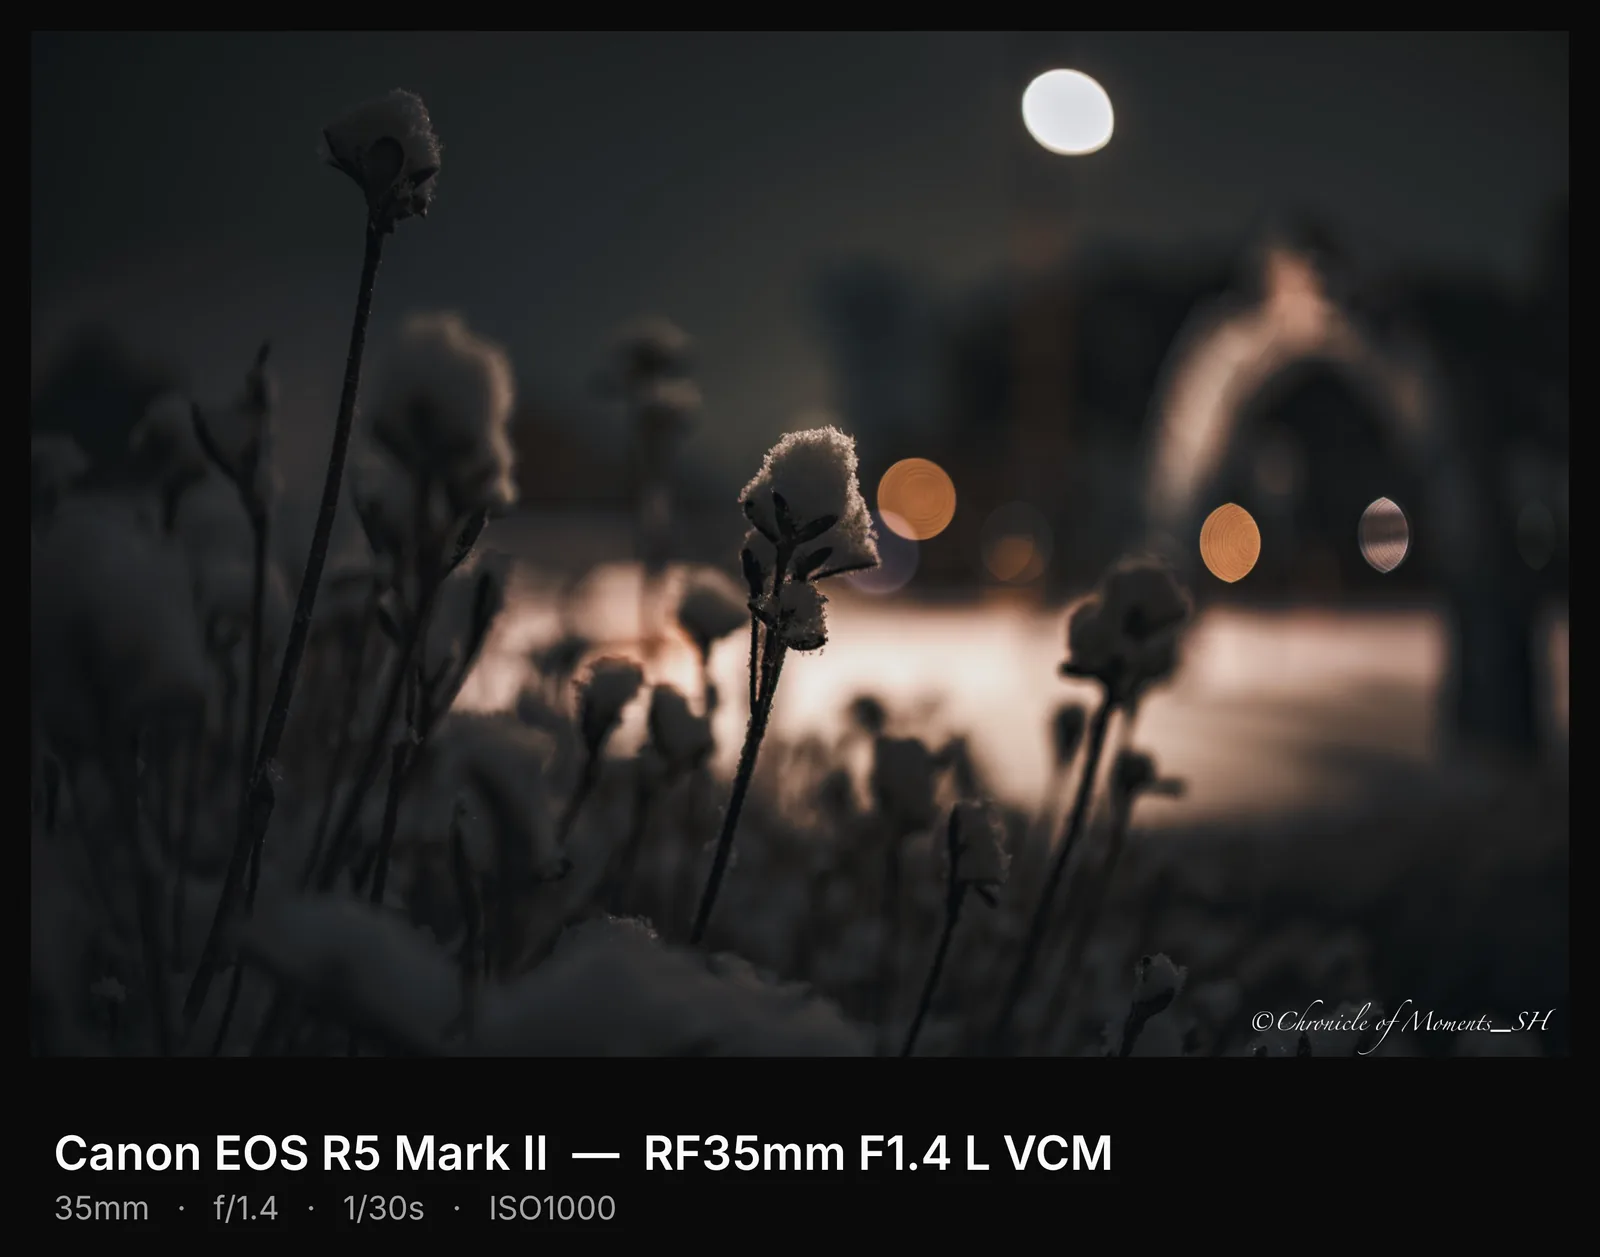 ©Chronicle of Moments_SH
Canon EOS R5 Mark II — RF35mm F1.4 L VCM
35mm · f/1.4 · 1/30s · ISO1000